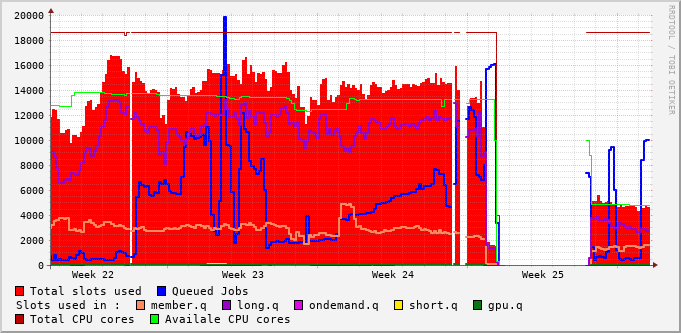 20000
18000
16000
14000
12000
10000
8000
6000
4000
2000
0
Week 22 Week 23 Week 24 Week 25
Total slots used Queued Jobs
Slots used in : member.q long.q ondemand.q short.q gpu.q
Total CPU cores Availale CPU cores
RRDTOOL / TOBI OETIKER